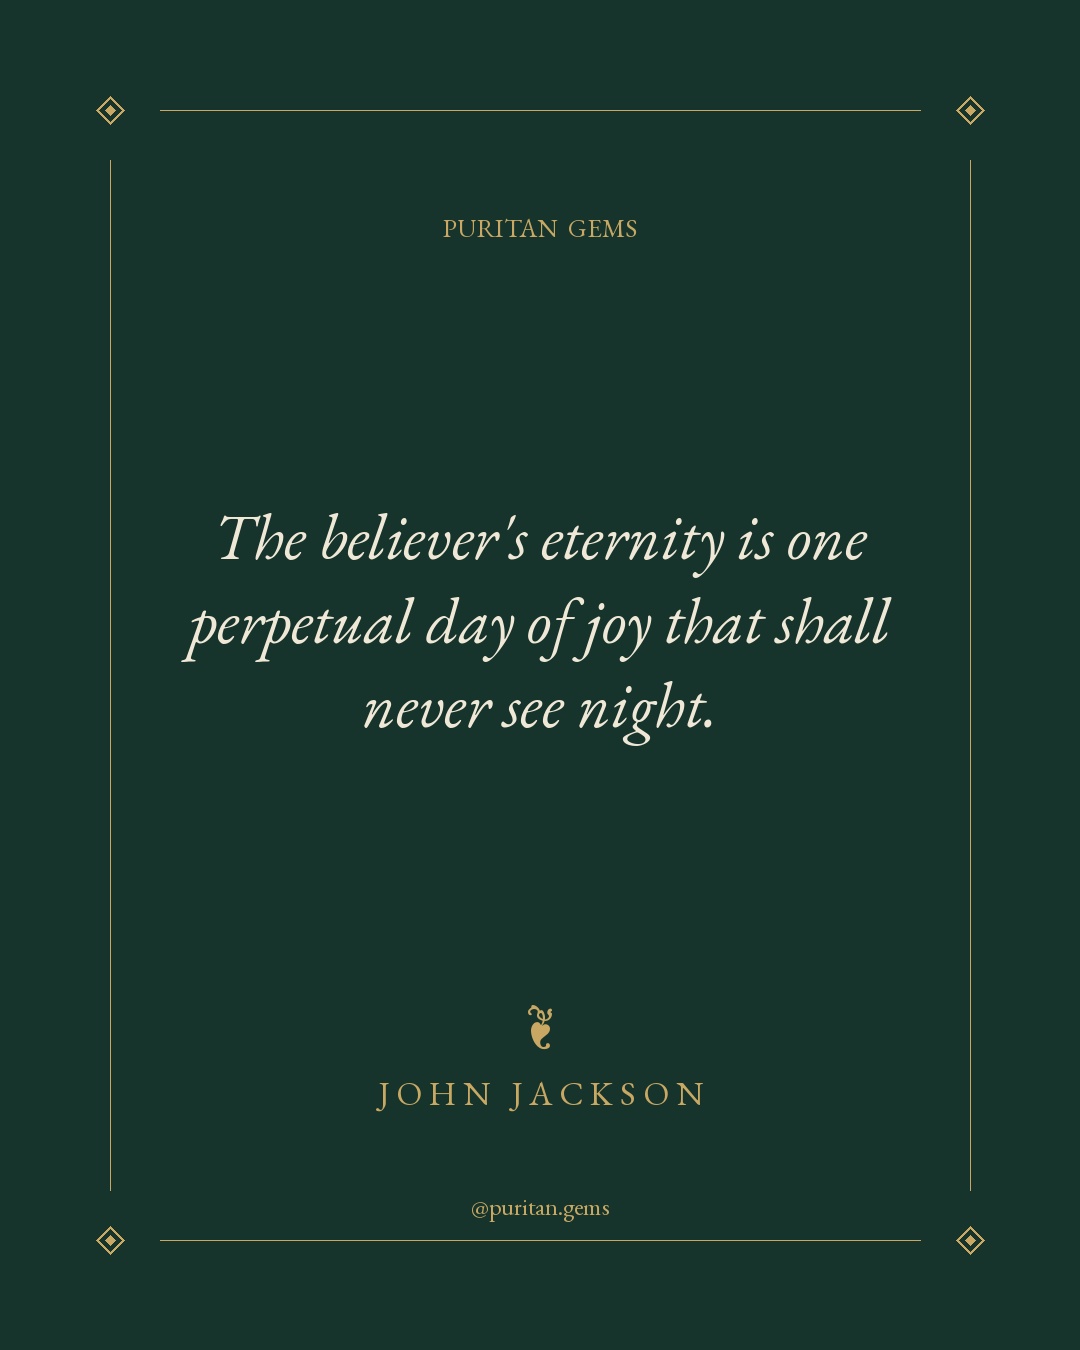 PURITAN GEMS
The believer's eternity is one
perpetual day of joy that shall
never see night.
JOHN JACKSON
@puritan.gems